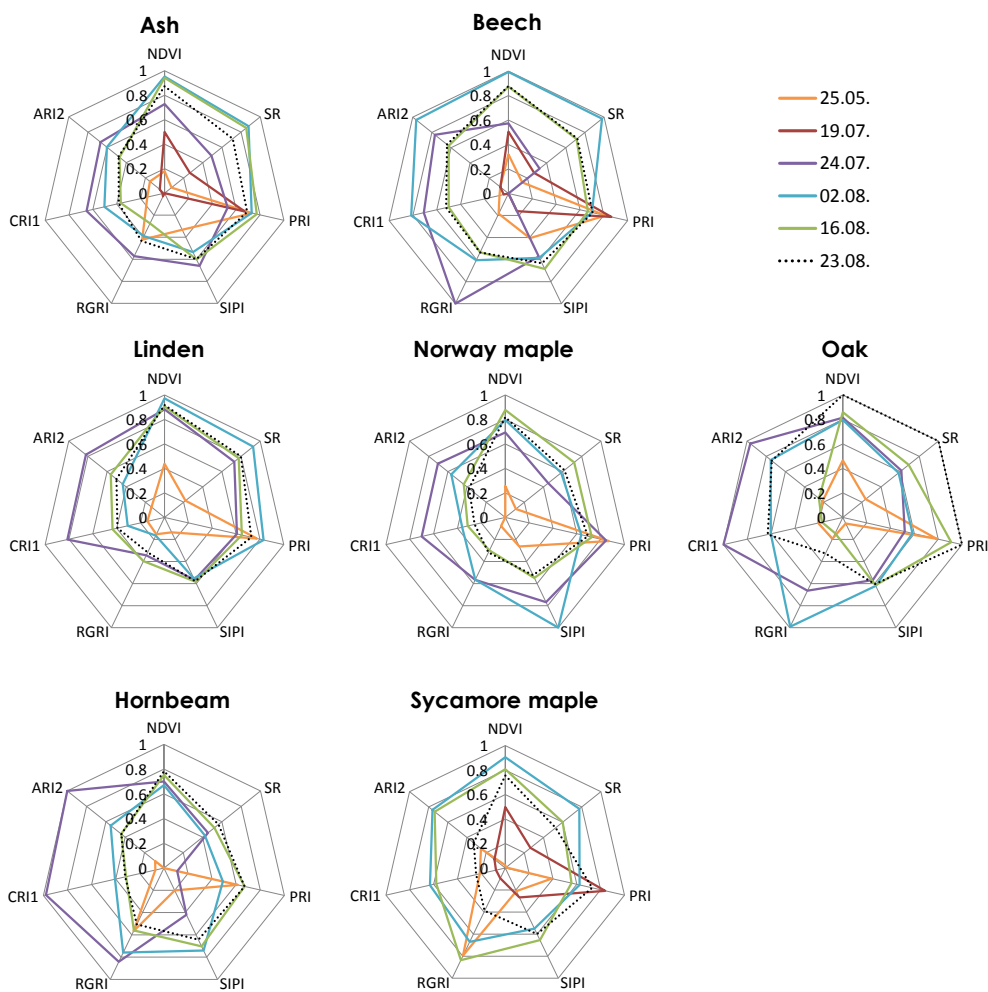 Ash
NDVI
1
0.8
0.6
0.4
0.2
0
SR
PRI
SIPI
RGRI
CRI1
ARI2
Beech
NDVI
1
0.8
0.6
0.4
0.2
0
SR
PRI
SIPI
RGRI
CRI1
ARI2
25.05.
19.07.
24.07.
02.08.
16.08.
23.08.
Linden
NDVI
1
0.8
0.6
0.4
0.2
0
SR
PRI
SIPI
RGRI
CRI1
ARI2
Norway maple
NDVI
1
0.8
0.6
0.4
0.2
0
SR
PRI
SIPI
RGRI
CRI1
ARI2
Oak
NDVI
1
0.8
0.6
0.4
0.2
0
SR
PRI
SIPI
RGRI
CRI1
ARI2
Hornbeam
NDVI
1
0.8
0.6
0.4
0.2
0
SR
PRI
SIPI
RGRI
CRI1
ARI2
Sycamore maple
NDVI
1
0.8
0.6
0.4
0.2
0
SR
PRI
SIPI
RGRI
CRI1
ARI2